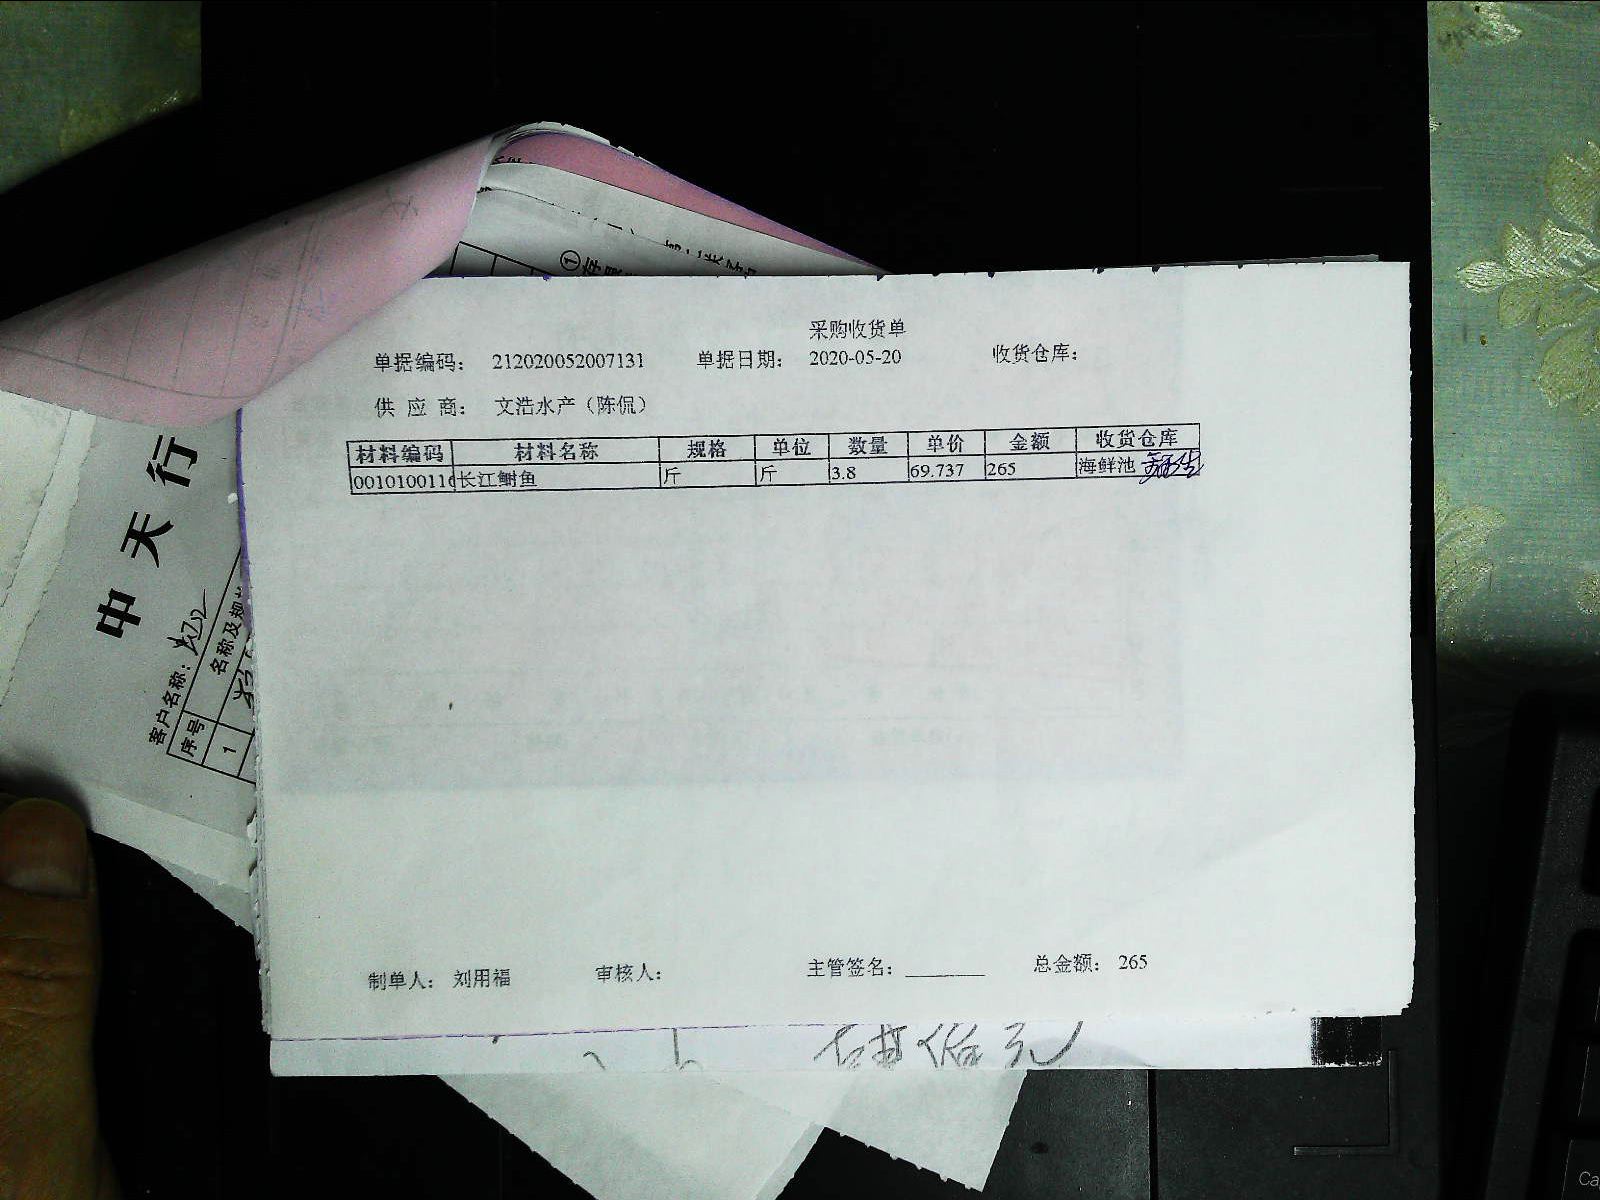 采购收货单
单据编码： 212020052007131 单据日期： 2020-05-20 收货仓库：
供 应 商： 文浩水产（陈侃）
材料编码 材料名称 规格 单位 数量 单价 金额 收货仓库
0010100116 长江鲥鱼 斤 斤 3.8 69.737 265 海鲜池
制单人： 刘用福 审核人： 主管签名： ________ 总金额： 265
中天行
客户名称：
序号 名称及规
1
①